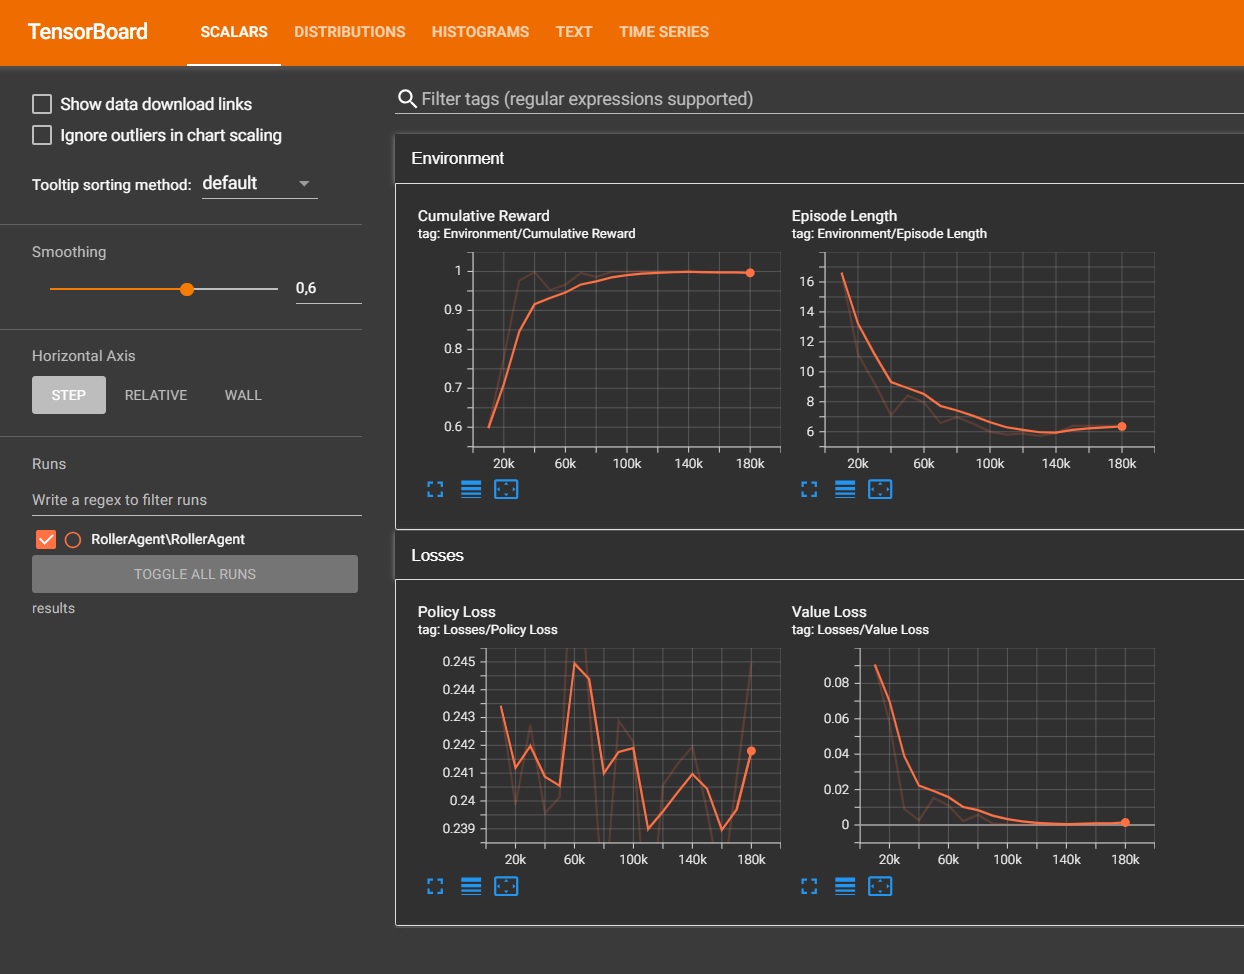 TensorBoard
SCALARS
DISTRIBUTIONS
HISTOGRAMS
TEXT
TIME SERIES
Show data download links
Ignore outliers in chart scaling
Tooltip sorting method: default
Smoothing
0,6
Horizontal Axis
STEP
RELATIVE
WALL
Runs
Write a regex to filter runs
RollerAgent\RollerAgent
TOGGLE ALL RUNS
results
Filter tags (regular expressions supported)
Environment
Cumulative Reward
tag: Environment/Cumulative Reward
1
0.9
0.8
0.7
0.6
20k 60k 100k 140k 180k
Episode Length
tag: Environment/Episode Length
16
14
12
10
8
6
20k 60k 100k 140k 180k
Losses
Policy Loss
tag: Losses/Policy Loss
0.245
0.244
0.243
0.242
0.241
0.24
0.239
20k 60k 100k 140k 180k
Value Loss
tag: Losses/Value Loss
0.08
0.06
0.04
0.02
0
20k 60k 100k 140k 180k